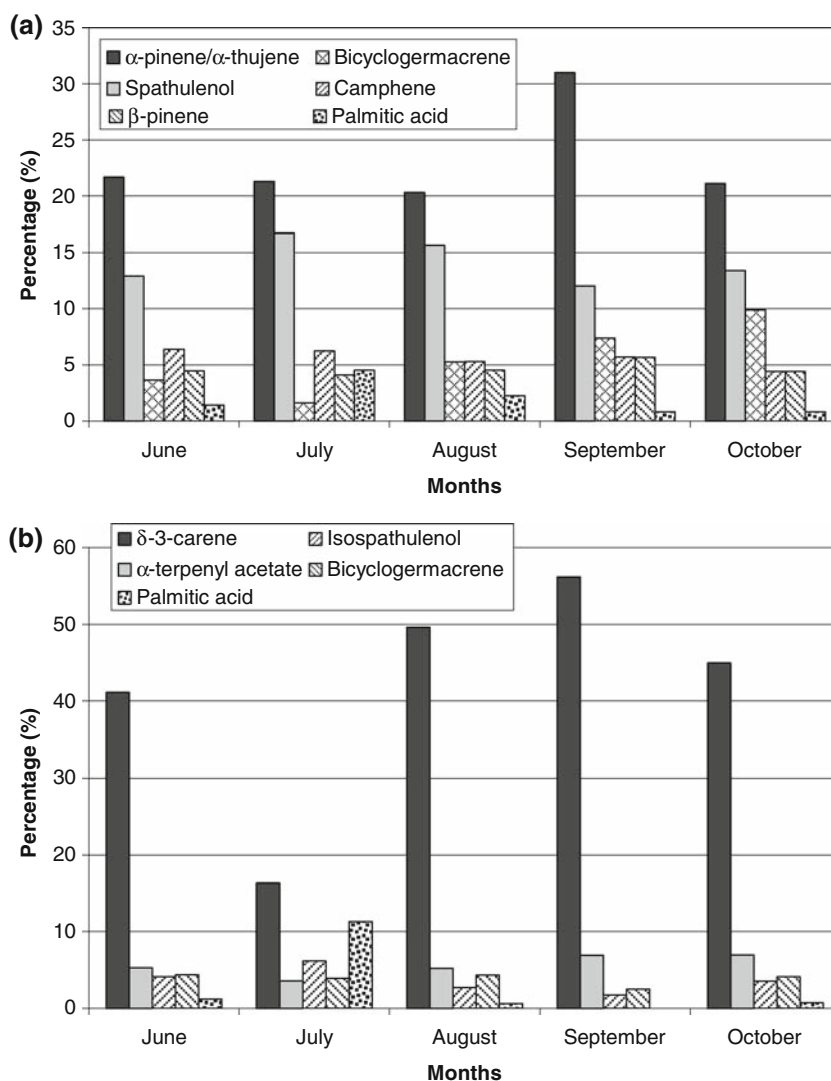 (a)
35
30
25
20
15
10
5
0
Percentage (%)
α-pinene/α-thujene Bicyclogermacrene
Spathulenol Camphene
β-pinene Palmitic acid
June July August September October
Months
(b)
60
50
40
30
20
10
0
Percentage (%)
δ-3-carene Isospathulenol
α-terpenyl acetate Bicyclogermacrene
Palmitic acid
June July August September October
Months